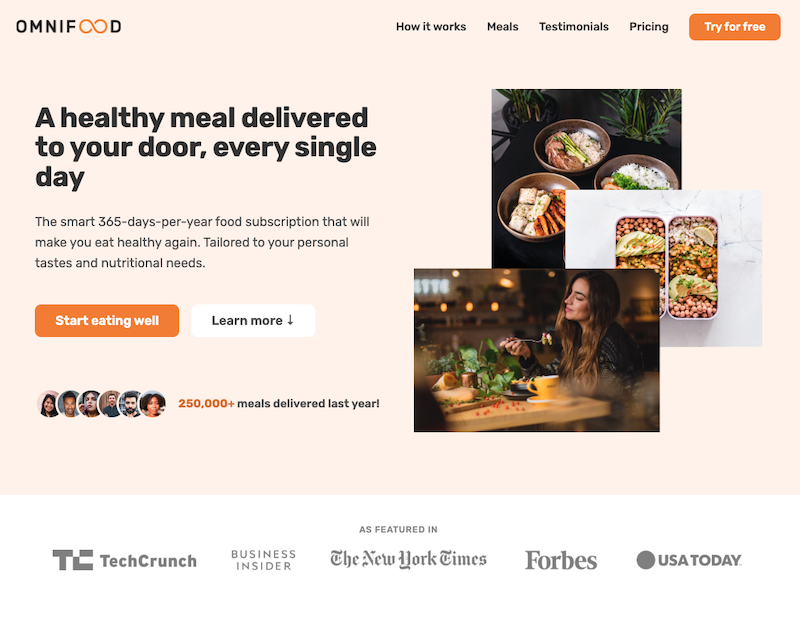 OMNIFOOD
How it works Meals Testimonials Pricing Try for free
A healthy meal delivered
to your door, every single
day
The smart 365-days-per-year food subscription that will
make you eat healthy again. Tailored to your personal
tastes and nutritional needs.
Start eating well Learn more ↓
250,000+ meals delivered last year!
AS FEATURED IN
TC TechCrunch
BUSINESS
INSIDER
The New York Times
Forbes
USA TODAY